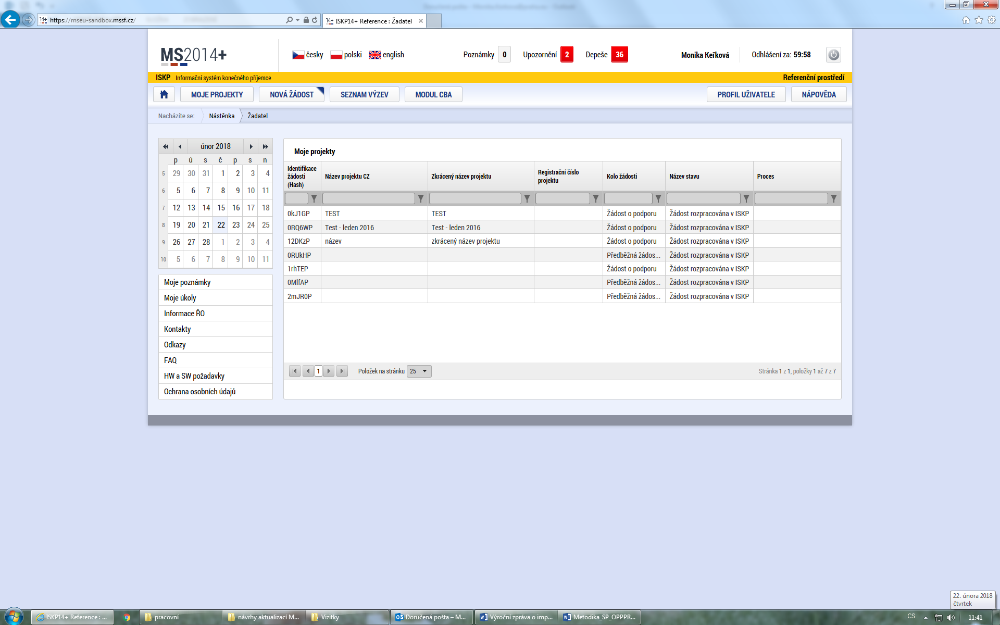 https://mseu-sandbox.mssf.cz/
14+ ISKP14+ Reference : Žadatel
MS2014+
česky polski english
Poznámky 0 Upozornění 2 Depeše 36
Monika Keřková Odhlášení za: 59:58
ISKP Informační systém konečného příjemce Referenční prostředí
MOJE PROJEKTY NOVÁ ŽÁDOST SEZNAM VÝZEV MODUL CBA PROFIL UŽIVATELE NÁPOVĚDA
Nacházíte se: Nástěnka Žadatel
únor 2018
p ú s č p s n
5 29 30 31 1 2 3 4
6 5 6 7 8 9 10 11
7 12 13 14 15 16 17 18
8 19 20 21 22 23 24 25
9 26 27 28 1 2 3 4
10 5 6 7 8 9 10 11
Moje poznámky
Moje úkoly
Informace ŘO
Kontakty
Odkazy
FAQ
HW a SW požadavky
Ochrana osobních údajů
Moje projekty
Identifikace žádosti (Hash) Název projektu CZ Zkrácený název projektu Registrační číslo projektu Kolo žádosti Název stavu Proces
0kJ1GP TEST TEST Žádost o podporu Žádost rozpracována v ISKP
0RQ6WP Test - leden 2016 Test - leden 2016 Žádost o podporu Žádost rozpracována v ISKP
12DKzP název zkrácený název projektu Žádost o podporu Žádost rozpracována v ISKP
0RUkHP Předběžná žádos... Žádost rozpracována v ISKP
1rhTEP Žádost o podporu Žádost rozpracována v ISKP
0MlfAP Předběžná žádos... Žádost rozpracována v ISKP
2mJR0P Předběžná žádos... Žádost rozpracována v ISKP
1 Položek na stránku 25 Stránka 1 z 1, položky 1 až 7 z 7
22. února 2018
čtvrtek
ISKP14+ Reference : ... pracovní návrhy aktualizací M... Vizitky Doručená pošta – M... Výroční zpráva o imp... Metodika_SP_OPPPR... CS 11:41